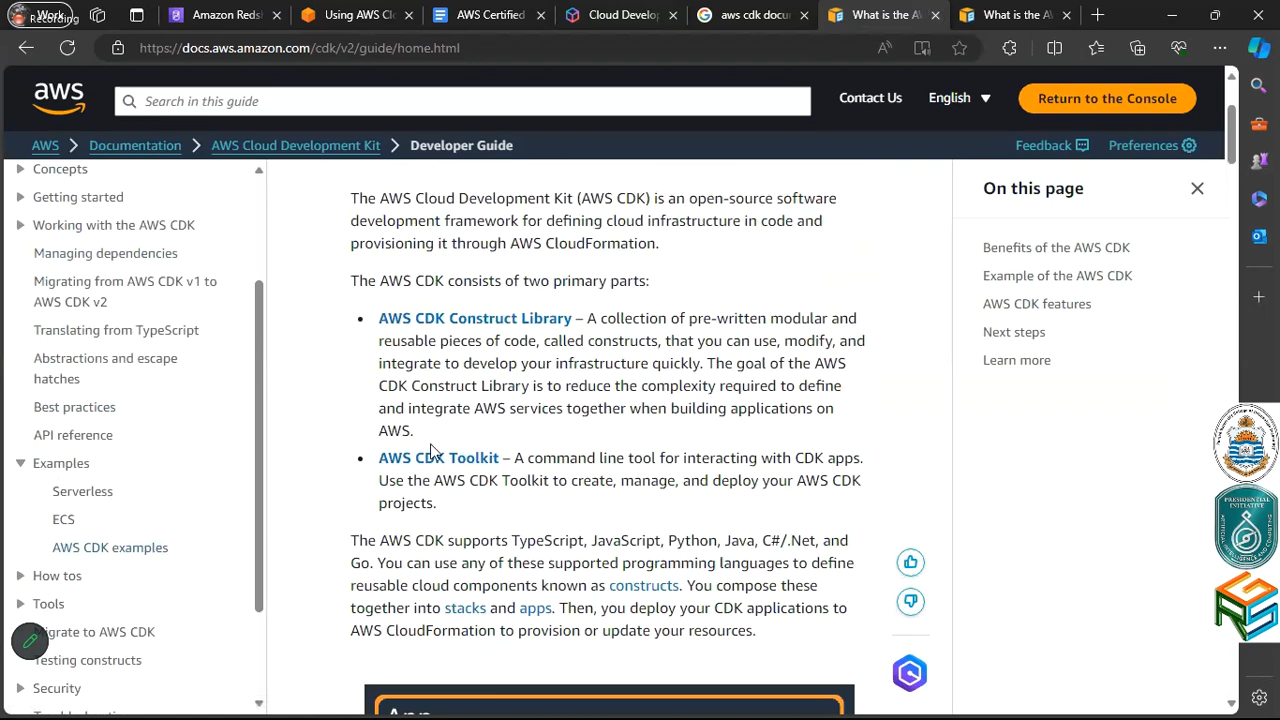 Work
Recording
Amazon Reds
Using AWS C
AWS Certified
Cloud Develo
aws cdk docu
What is the A
What is the A
https://docs.aws.amazon.com/cdk/v2/guide/home.html
aws
Search in this guide
Contact Us
English
Return to the Console
AWS
Documentation
AWS Cloud Development Kit
Developer Guide
Feedback
Preferences
Concepts
Getting started
Working with the AWS CDK
Managing dependencies
Migrating from AWS CDK v1 to
AWS CDK v2
Translating from TypeScript
Abstractions and escape
hatches
Best practices
API reference
Examples
Serverless
ECS
AWS CDK examples
How tos
Tools
igrate to AWS CDK
Testing constructs
Security
The AWS Cloud Development Kit (AWS CDK) is an open-source software
development framework for defining cloud infrastructure in code and
provisioning it through AWS CloudFormation.
The AWS CDK consists of two primary parts:
• AWS CDK Construct Library – A collection of pre-written modular and
reusable pieces of code, called constructs, that you can use, modify, and
integrate to develop your infrastructure quickly. The goal of the AWS
CDK Construct Library is to reduce the complexity required to define
and integrate AWS services together when building applications on
AWS.
• AWS CDK Toolkit – A command line tool for interacting with CDK apps.
Use the AWS CDK Toolkit to create, manage, and deploy your AWS CDK
projects.
The AWS CDK supports TypeScript, JavaScript, Python, Java, C#/.Net, and
Go. You can use any of these supported programming languages to define
reusable cloud components known as constructs. You compose these
together into stacks and apps. Then, you deploy your CDK applications to
AWS CloudFormation to provision or update your resources.
On this page
Benefits of the AWS CDK
Example of the AWS CDK
AWS CDK features
Next steps
Learn more
PRESIDENTIAL
INITIATIVE